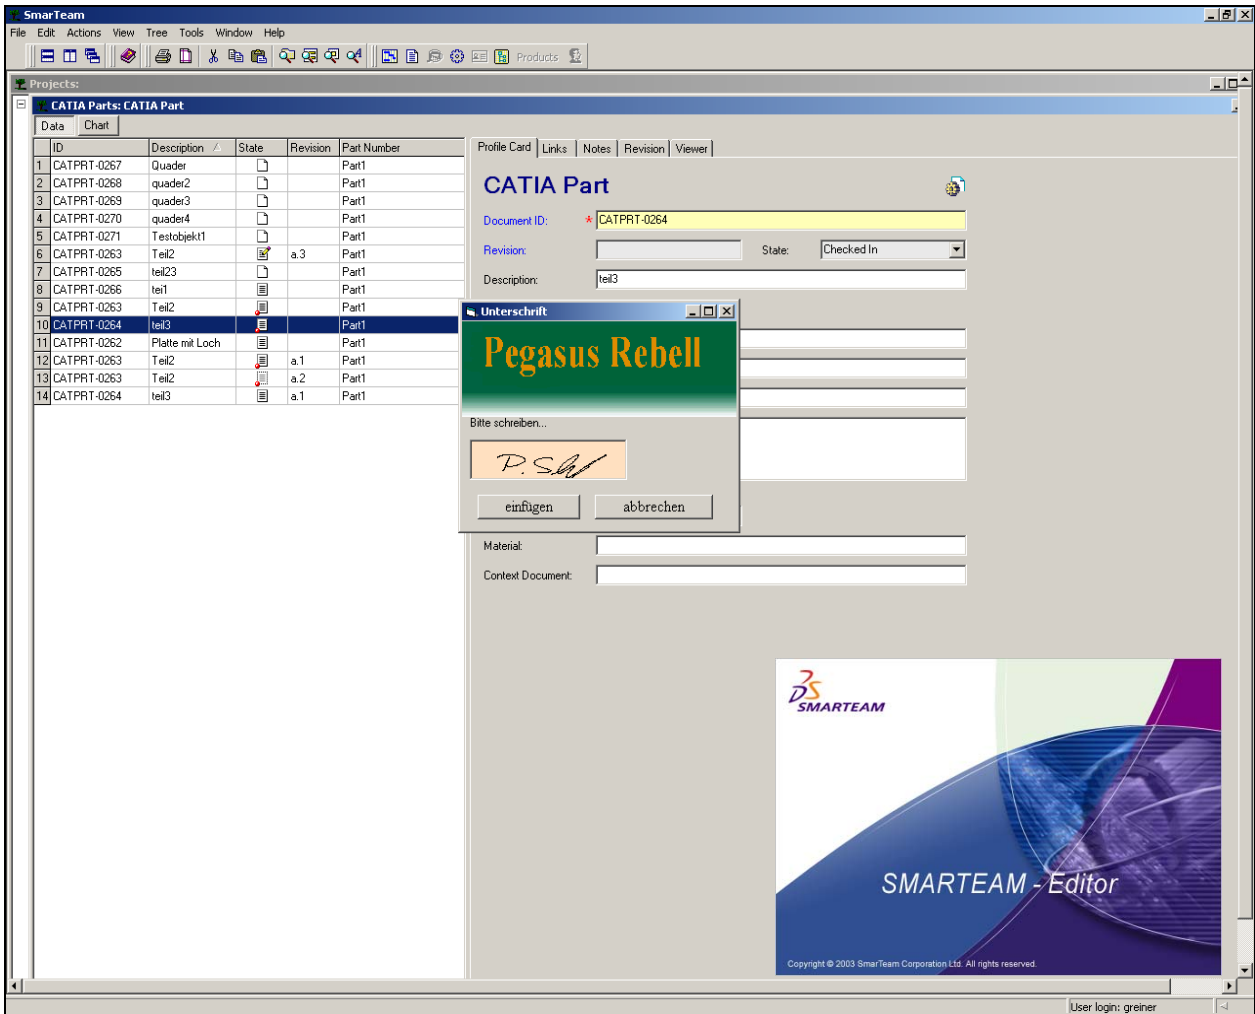 SmarTeam
File Edit Actions View Tree Tools Window Help
Products
Projects:
CATIA Parts: CATIA Part
Data Chart
ID Description State Revision Part Number
1 CATPRT-0267 Quader Part1
2 CATPRT-0268 quader2 Part1
3 CATPRT-0269 quader3 Part1
4 CATPRT-0270 quader4 Part1
5 CATPRT-0271 Testobjekt1 Part1
6 CATPRT-0263 Teil2 a.3 Part1
7 CATPRT-0265 teil23 Part1
8 CATPRT-0266 teil1 Part1
9 CATPRT-0263 Teil2 Part1
10 CATPRT-0264 teil3 Part1
11 CATPRT-0262 Platte mit Loch Part1
12 CATPRT-0263 Teil2 a.1 Part1
13 CATPRT-0263 Teil2 a.2 Part1
14 CATPRT-0264 teil3 a.1 Part1
Profile Card Links Notes Revision Viewer
CATIA Part
Document ID: * CATPRT-0264
Revision: State: Checked In
Description: teil3
Unterschrift
Pegasus Rebell
Bitte schreiben...
einfügen abbrechen
Material:
Context Document:
SMARTEAM
SMARTEAM - Editor
Copyright © 2003 SmarTeam Corporation Ltd. All rights reserved.
User login: greiner